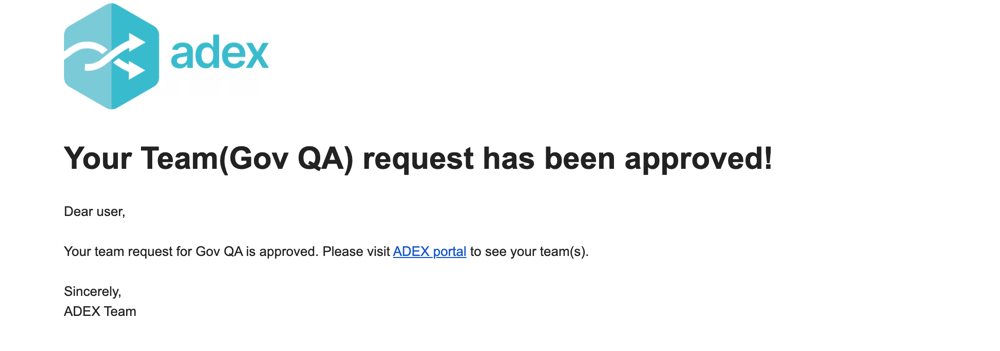 adex
Your Team(Gov QA) request has been approved!
Dear user,
Your team request for Gov QA is approved. Please visit ADEX portal to see your team(s).
Sincerely,
ADEX Team